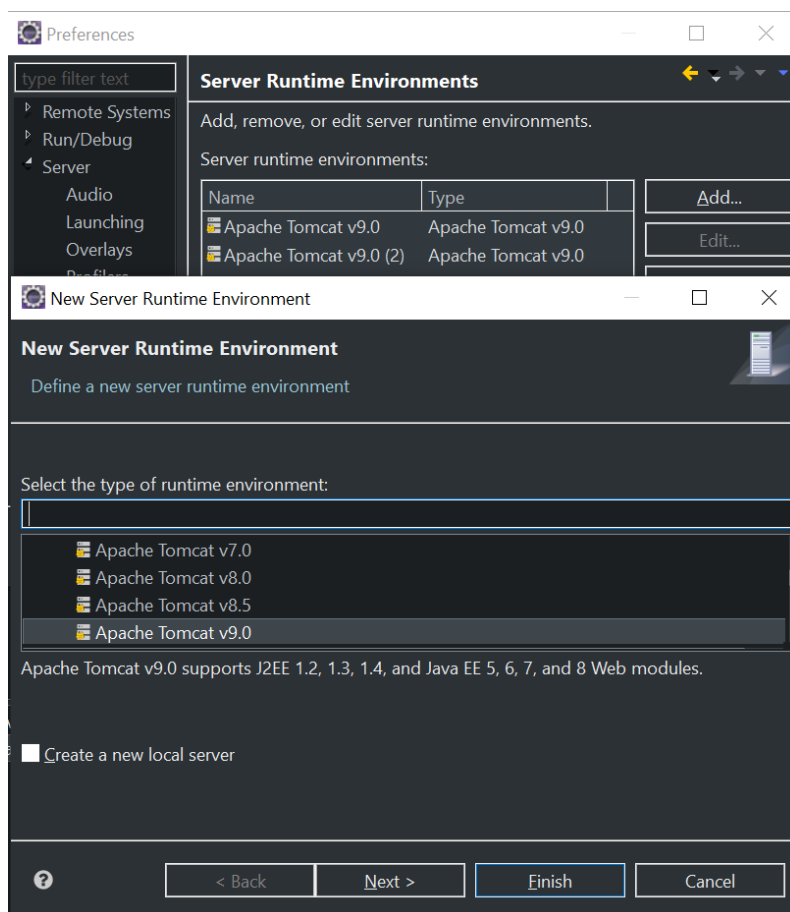 Preferences
type filter text
Remote Systems
Run/Debug
Server
Audio
Launching
Overlays
Profilers
Server Runtime Environments
Add, remove, or edit server runtime environments.
Server runtime environments:
Name Type
Apache Tomcat v9.0 Apache Tomcat v9.0
Apache Tomcat v9.0 (2) Apache Tomcat v9.0
Add...
Edit...
New Server Runtime Environment
New Server Runtime Environment
Define a new server runtime environment
Select the type of runtime environment:
Apache Tomcat v7.0
Apache Tomcat v8.0
Apache Tomcat v8.5
Apache Tomcat v9.0
Apache Tomcat v9.0 supports J2EE 1.2, 1.3, 1.4, and Java EE 5, 6, 7, and 8 Web modules.
Create a new local server
? < Back Next > Finish Cancel